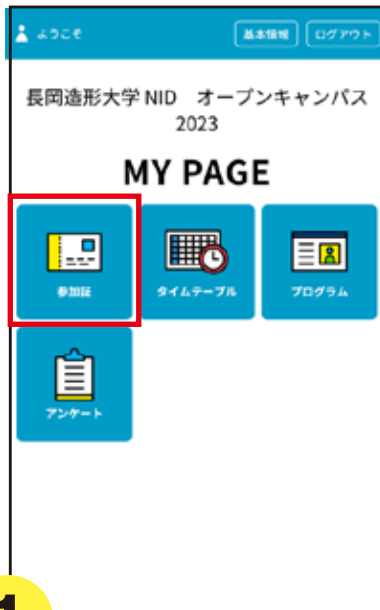 ようこそ
基本情報 ログアウト
長岡造形大学 NID オープンキャンパス
2023
MY PAGE
参加証 タイムテーブル プログラム
アンケート
1